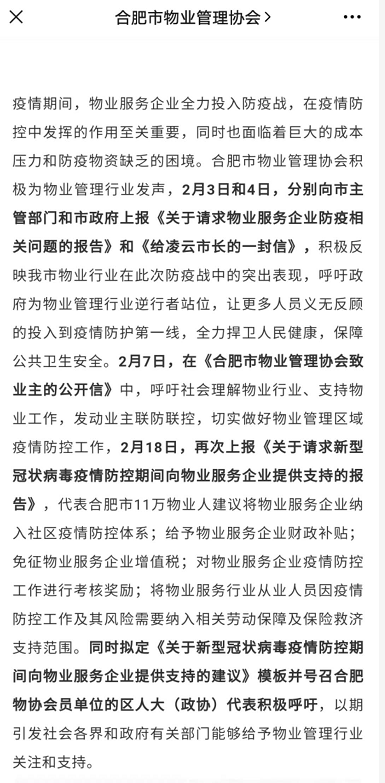 合肥市物业管理协会
疫情期间，物业服务企业全力投入防疫战，在疫情防
控中发挥的作用至关重要，同时也面临着巨大的成本
压力和防疫物资缺乏的困境。合肥市物业管理协会积
极为物业管理行业发声，2月3日和4日，分别向市主
管部门和市政府上报《关于请求物业服务企业防疫相
关问题的报告》和《给凌云市长的一封信》，积极反
映我市物业行业在此次防疫战中的突出表现，呼吁政
府为物业管理行业逆行者站位，让更多人员义无反顾
的投入到疫情防护第一线，全力捍卫人民健康，保障
公共卫生安全。2月7日，在《合肥市物业管理协会致
业主的公开信》中，呼吁社会理解物业行业、支持物
业工作，发动业主联防联控，切实做好物业管理区域
疫情防控工作，2月18日，再次上报《关于请求新型
冠状病毒疫情防控期间向物业服务企业提供支持的报
告》，代表合肥市11万物业人建议将物业服务企业纳
入社区疫情防控体系；给予物业服务企业财政补贴；
免征物业服务企业增值税；对物业服务企业疫情防控
工作进行考核奖励；将物业服务行业从业人员因疫情
防控工作及其风险需要纳入相关劳动保障及保险救济
支持范围。同时拟定《关于新型冠状病毒疫情防控期
间向物业服务企业提供支持的建议》模板并号召合肥
物协会员单位的区人大（政协）代表积极呼吁，以期
引发社会各界和政府有关部门能够给予物业管理行业
关注和支持。